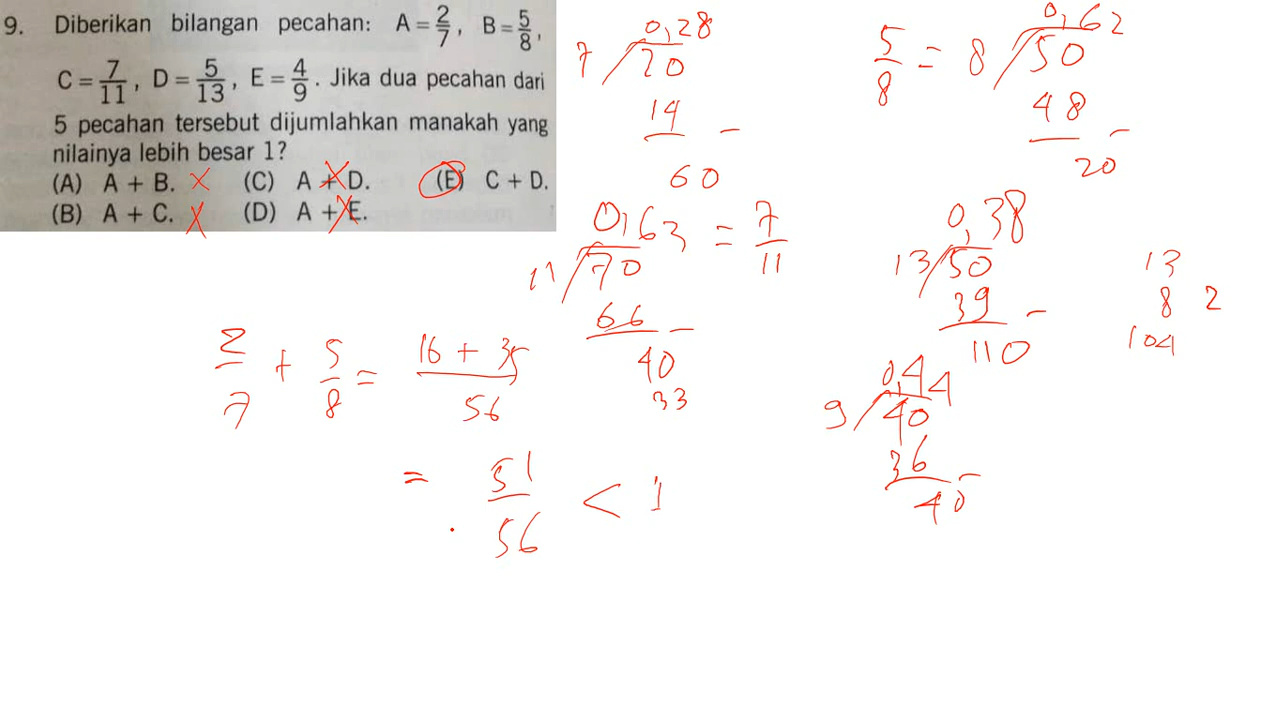 9. Diberikan bilangan pecahan: A = 2/7, B = 5/8,
C = 7/11, D = 5/13, E = 4/9. Jika dua pecahan dari
5 pecahan tersebut dijumlahkan manakah yang
nilainya lebih besar 1?
(A) A + B. X (C) A + D. (E) C + D.
(B) A + C. X (D) A + E.
0,28
7 20
14 -
60
5/8 = 8 50
0,62
48 -
20
0,63 = 7/11
11 70
66 -
40
33
0,38
13 50
39 -
110
13
8 2
104
2/7 + 5/8 = 16 + 35 / 56
= 51/56 < 1
0,44
9 40
36 -
40